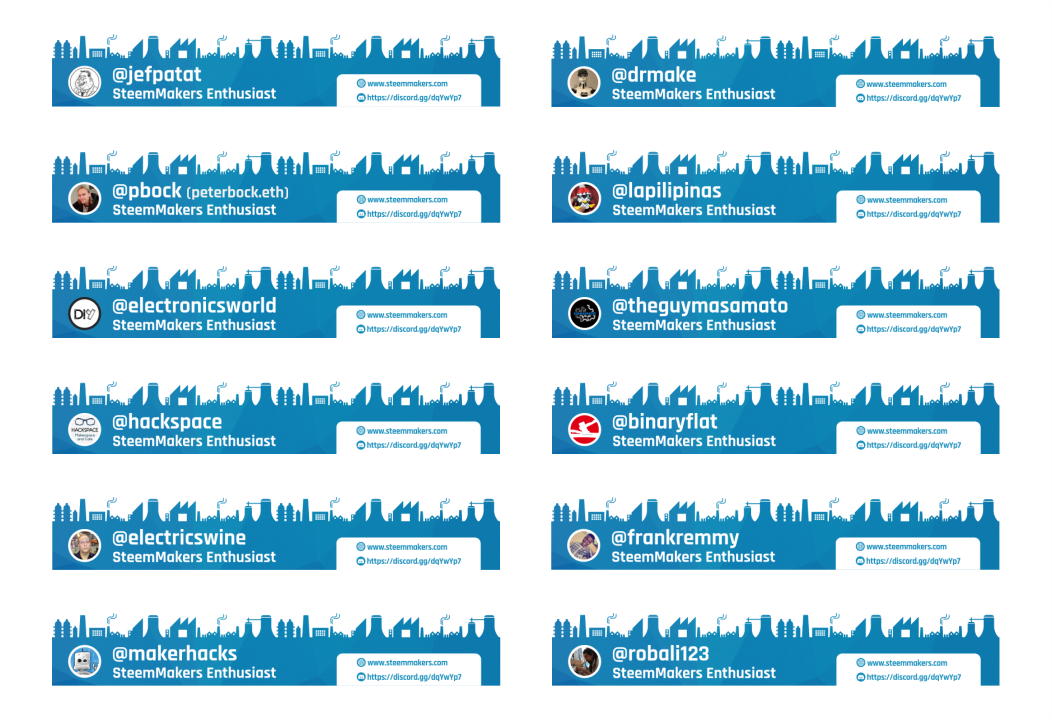 @jefpatat
SteemMakers Enthusiast
www.steemmakers.com
https://discord.gg/dqYwYp7
@drmake
SteemMakers Enthusiast
www.steemmakers.com
https://discord.gg/dqYwYp7
@pbock (peterbock.eth)
SteemMakers Enthusiast
www.steemmakers.com
https://discord.gg/dqYwYp7
@lapilipinas
SteemMakers Enthusiast
www.steemmakers.com
https://discord.gg/dqYwYp7
DIY
@electronicsworld
SteemMakers Enthusiast
www.steemmakers.com
https://discord.gg/dqYwYp7
@theguymasamato
SteemMakers Enthusiast
www.steemmakers.com
https://discord.gg/dqYwYp7
HACKSPACE
Makerspace
and Cafe
@hackspace
SteemMakers Enthusiast
www.steemmakers.com
https://discord.gg/dqYwYp7
@binaryflat
SteemMakers Enthusiast
www.steemmakers.com
https://discord.gg/dqYwYp7
@electricswine
SteemMakers Enthusiast
www.steemmakers.com
https://discord.gg/dqYwYp7
@frankremmy
SteemMakers Enthusiast
www.steemmakers.com
https://discord.gg/dqYwYp7
@makerhacks
SteemMakers Enthusiast
www.steemmakers.com
https://discord.gg/dqYwYp7
@robali123
SteemMakers Enthusiast
www.steemmakers.com
https://discord.gg/dqYwYp7